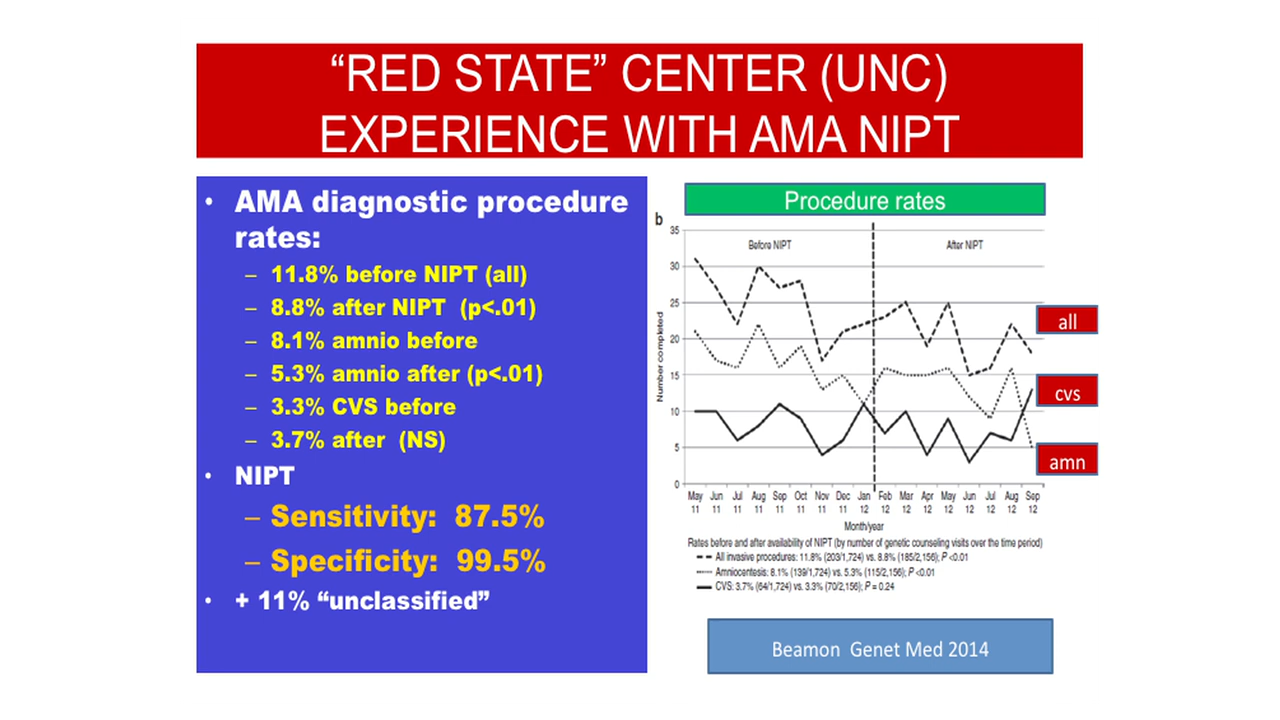 “RED STATE” CENTER (UNC)
EXPERIENCE WITH AMA NIPT
• AMA diagnostic procedure
rates:
– 11.8% before NIPT (all)
– 8.8% after NIPT (p<.01)
– 8.1% amnio before
– 5.3% amnio after (p<.01)
– 3.3% CVS before
– 3.7% after (NS)
• NIPT
– Sensitivity: 87.5%
– Specificity: 99.5%
• + 11% “unclassified”
Procedure rates
b
Before NIPT After NIPT
Number completed
35
30
25
20
15
10
5
0
all
cvs
amn
May Jun Jul Aug Sep Oct Nov Dec Jan Feb Mar Apr May Jun Jul Aug Sep
11 11 11 11 11 11 11 11 12 12 12 12 12 12 12 12 12
Month/year
Rates before and after availability of NIPT (by number of genetic counseling visits over the time period)
All invasive procedures: 11.8% (203/1,724) vs. 8.8% (185/2,156); P <0.01
Amniocentesis: 8.1% (139/1,724) vs. 5.3% (115/2,156); P <0.01
CVS: 3.7% (64/1,724) vs. 3.3% (70/2,156); P = 0.24
Beamon Genet Med 2014